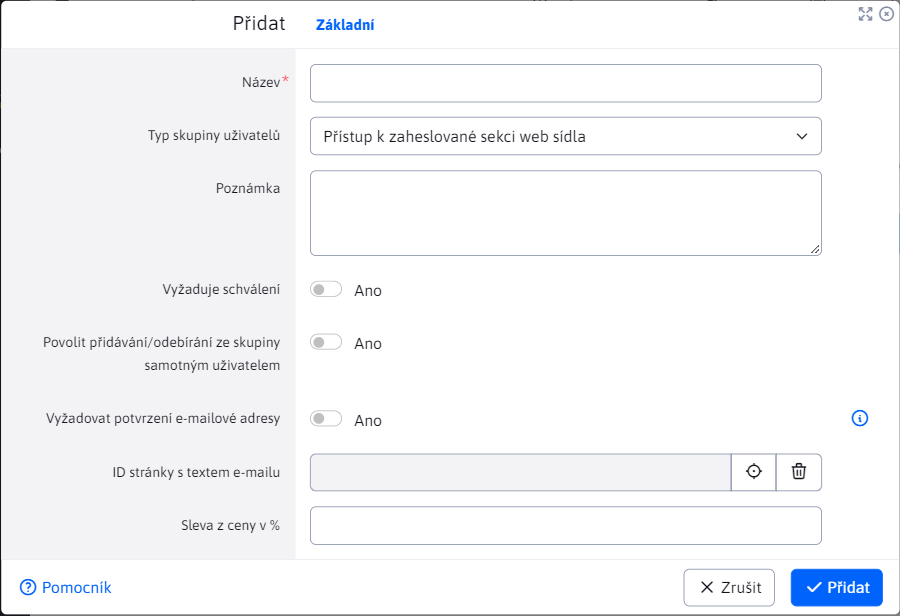 Přidat
Základní
Název*
Typ skupiny uživatelů
Přístup k zaheslované sekci web sídla
Poznámka
Vyžaduje schválení
Ano
Povolit přidávání/odebírání ze skupiny
samotným uživatelem
Ano
Vyžadovat potvrzení e-mailové adresy
Ano
ID stránky s textem e-mailu
Sleva z ceny v %
Pomocník
Zrušit
Přidat